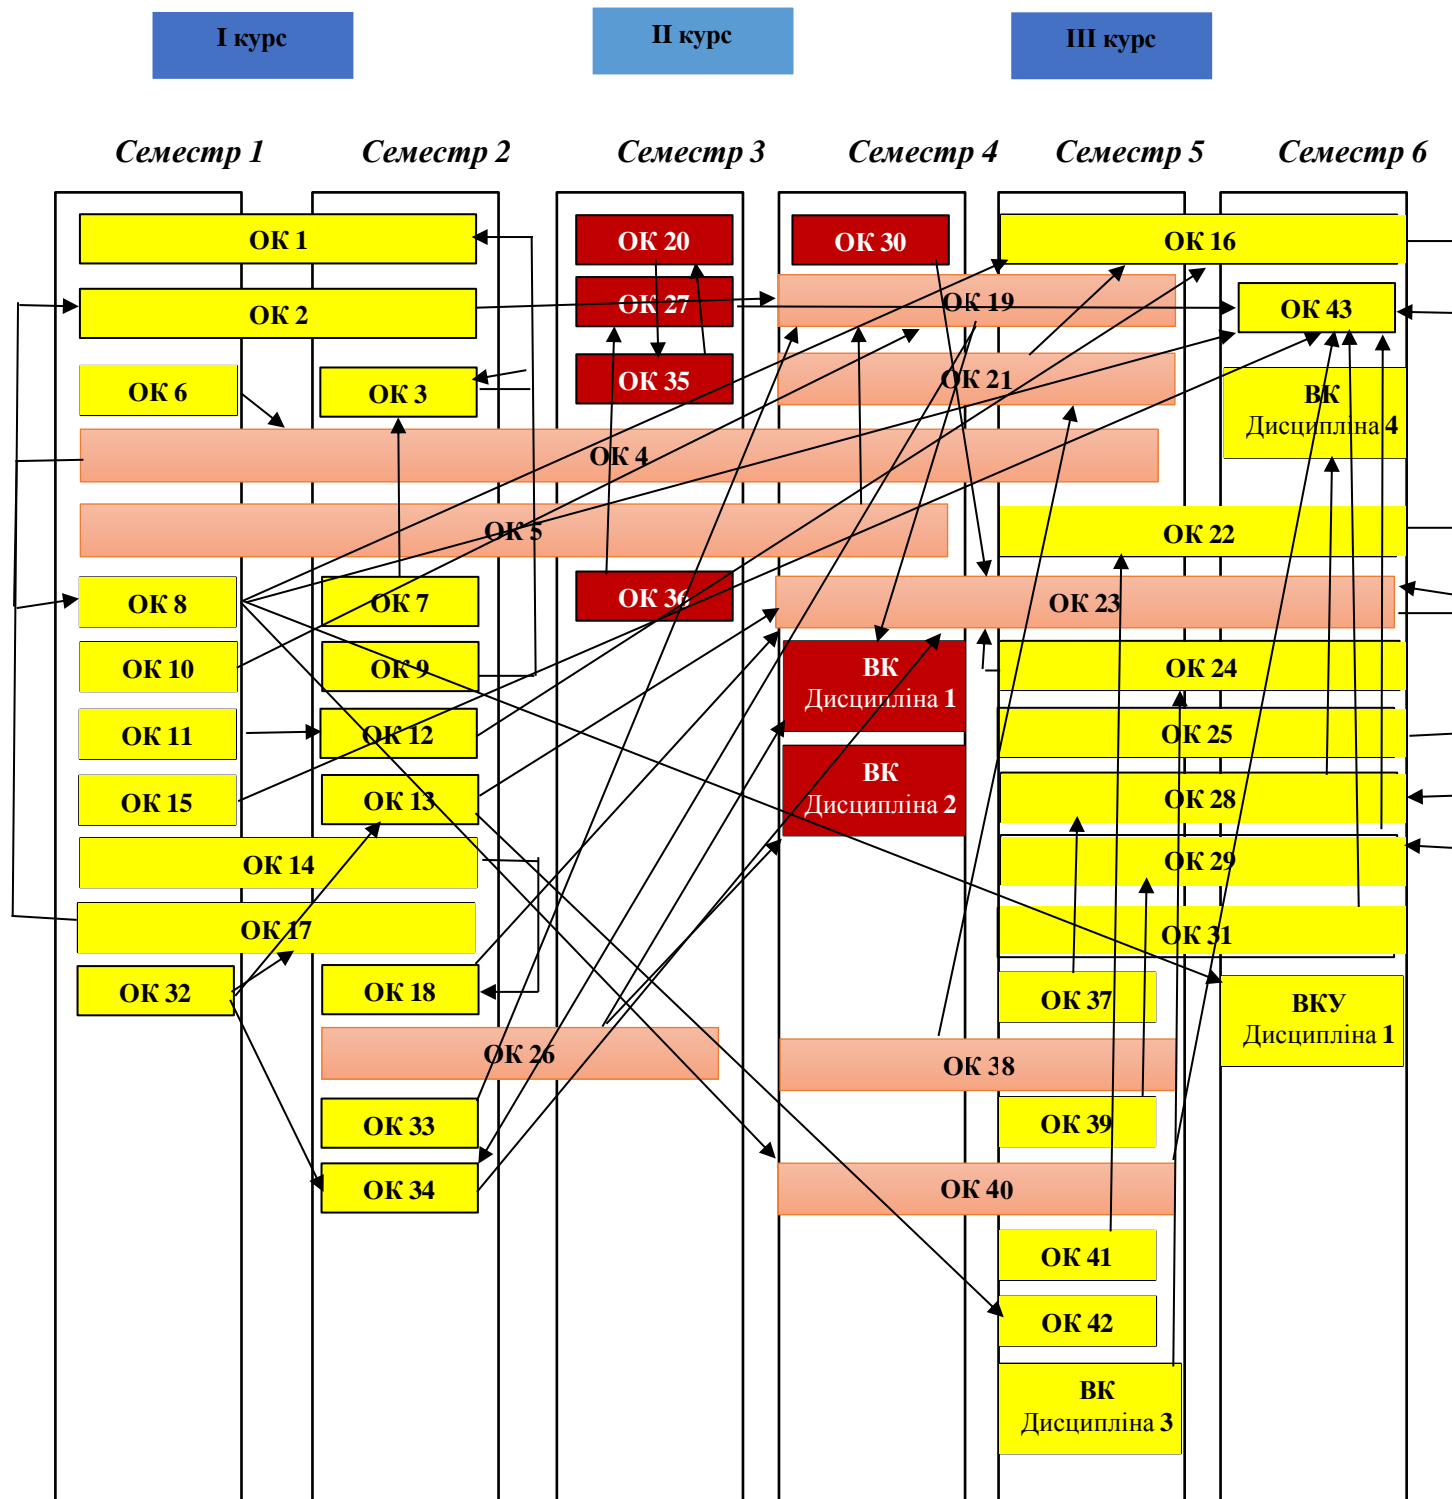 І курс
ІІ курс
ІІІ курс
Семестр 1
Семестр 2
Семестр 3
Семестр 4
Семестр 5
Семестр 6
ОК 1
ОК 20
ОК 30
ОК 16
ОК 2
ОК 27
ОК 19
ОК 43
ОК 6
ОК 3
ОК 35
ОК 21
ВК
Дисципліна 4
ОК 4
ОК 5
ОК 22
ОК 8
ОК 7
ОК 36
ОК 23
ОК 10
ОК 9
ВК
Дисципліна 1
ОК 24
ОК 11
ОК 12
ОК 25
ОК 15
ОК 13
ВК
Дисципліна 2
ОК 28
ОК 14
ОК 29
ОК 17
ОК 31
ОК 32
ОК 18
ОК 37
ВКУ
Дисципліна 1
ОК 26
ОК 38
ОК 33
ОК 39
ОК 34
ОК 40
ОК 41
ОК 42
ВК
Дисципліна 3